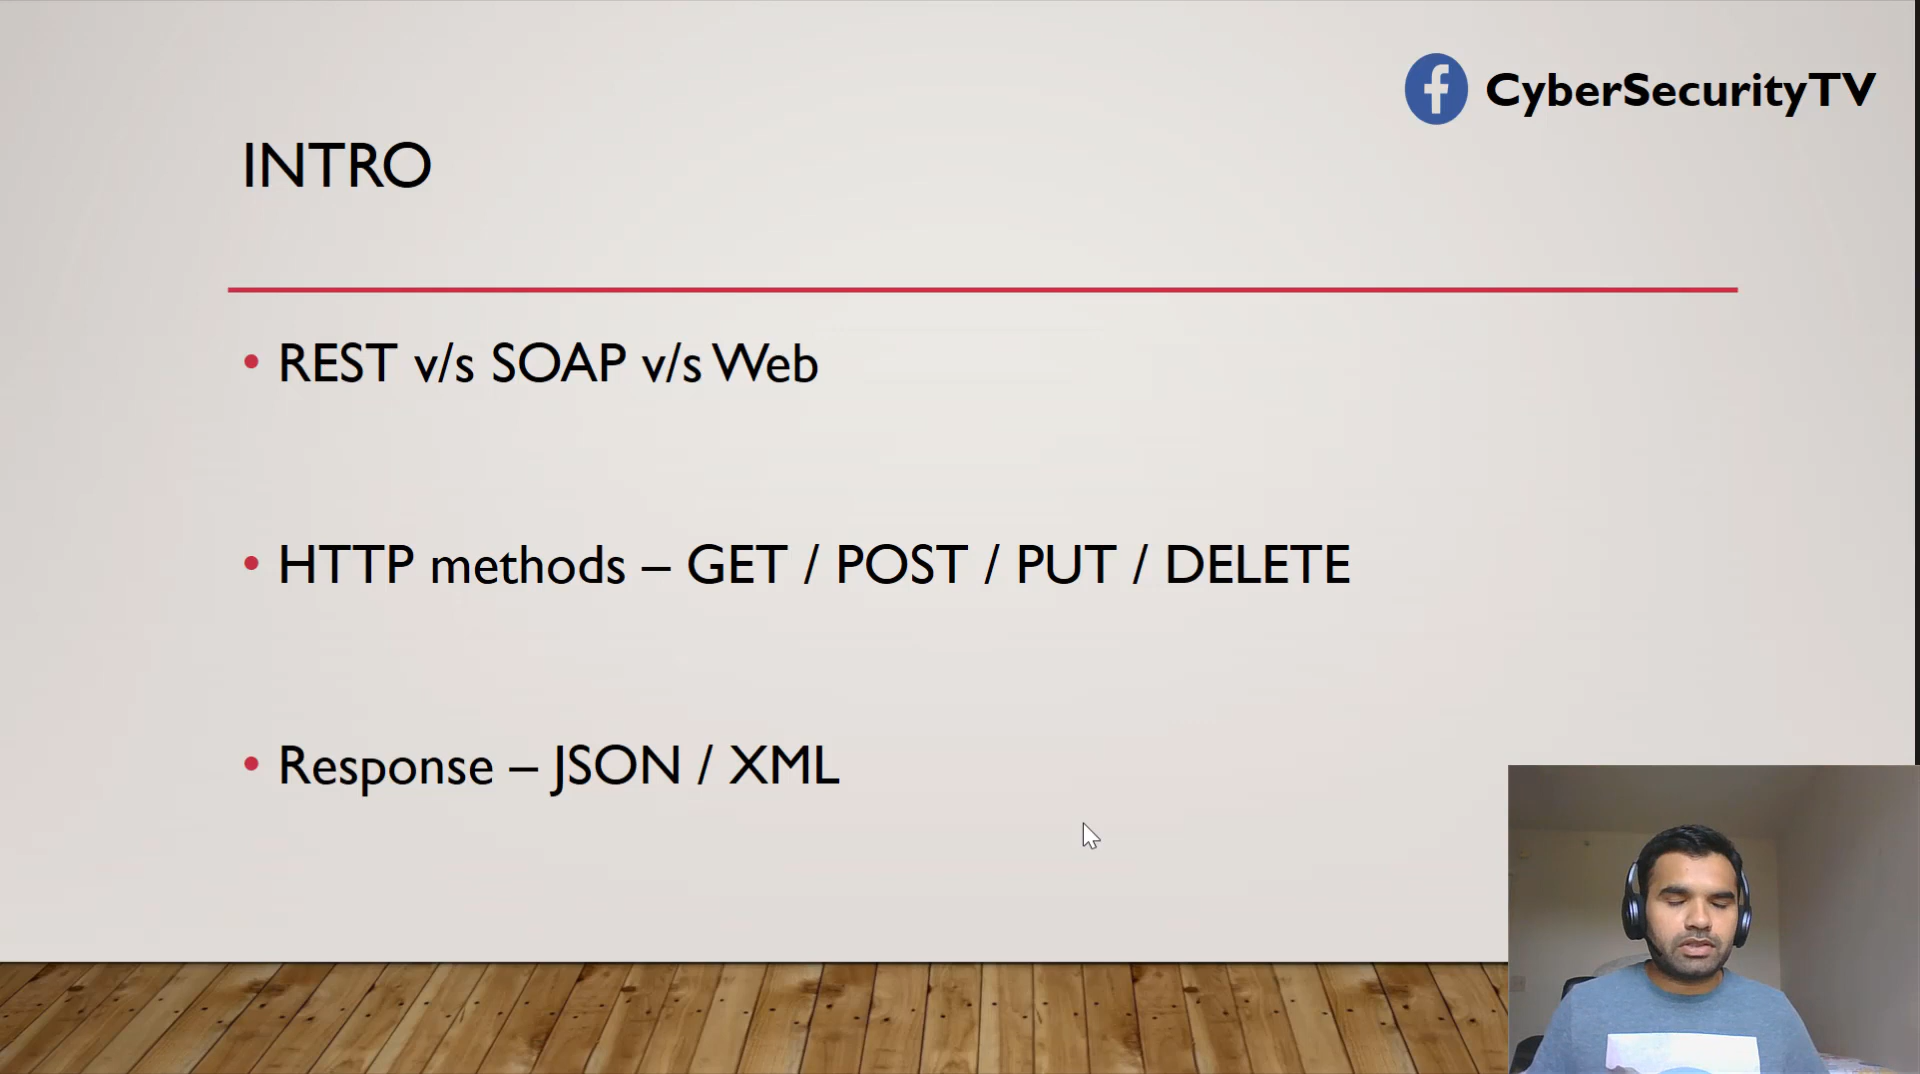 CyberSecurityTV
INTRO
• REST v/s SOAP v/s Web
• HTTP methods – GET / POST / PUT / DELETE
• Response – JSON / XML